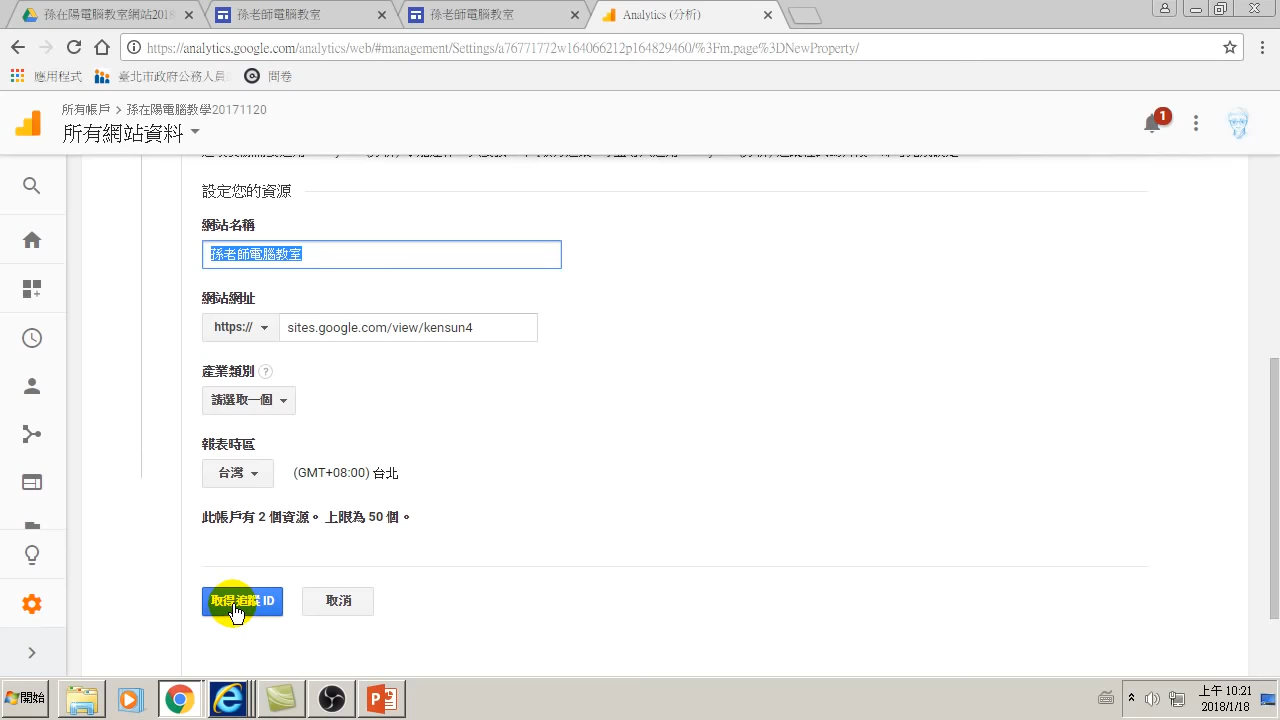 孫在陽電腦教室網站2018
孫老師電腦教室
孫老師電腦教室
Analytics (分析)
https://analytics.google.com/analytics/web/#management/Settings/a76771772w164066212p164829460/%3Fm.page%3DNewProperty/
應用程式
臺北市政府公務人員
問卷
所有帳戶 > 孫在陽電腦教學20171120
所有網站資料
1
設定您的資源
網站名稱
孫老師電腦教室
網站網址
https://
sites.google.com/view/kensun4
產業類別 ?
請選取一個
報表時區
台灣
(GMT+08:00) 台北
此帳戶有 2 個資源。上限為 50 個。
取得追蹤 ID
取消
開始
上午 10:21
2018/1/18